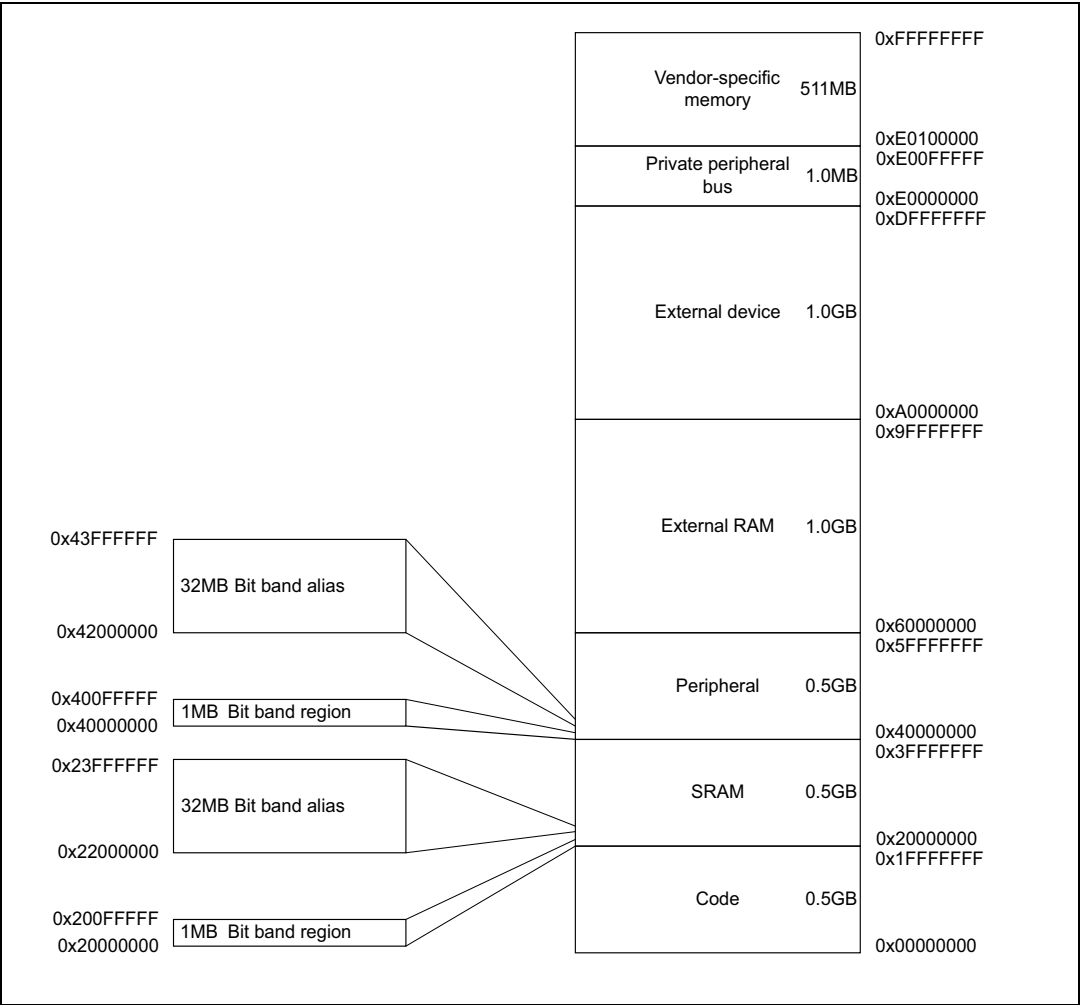 0xFFFFFFFF
Vendor-specific
memory
511MB
0xE0100000
0xE00FFFFF
Private peripheral
bus
1.0MB
0xE0000000
0xDFFFFFFF
External device
1.0GB
0xA0000000
0x9FFFFFFF
External RAM
1.0GB
0x43FFFFFF
32MB Bit band alias
0x42000000
0x60000000
0x5FFFFFFF
Peripheral
0.5GB
0x400FFFFF
1MB Bit band region
0x40000000
0x40000000
0x3FFFFFFF
0x23FFFFFF
32MB Bit band alias
0x22000000
SRAM
0.5GB
0x20000000
0x1FFFFFFF
Code
0.5GB
0x200FFFFF
1MB Bit band region
0x20000000
0x00000000